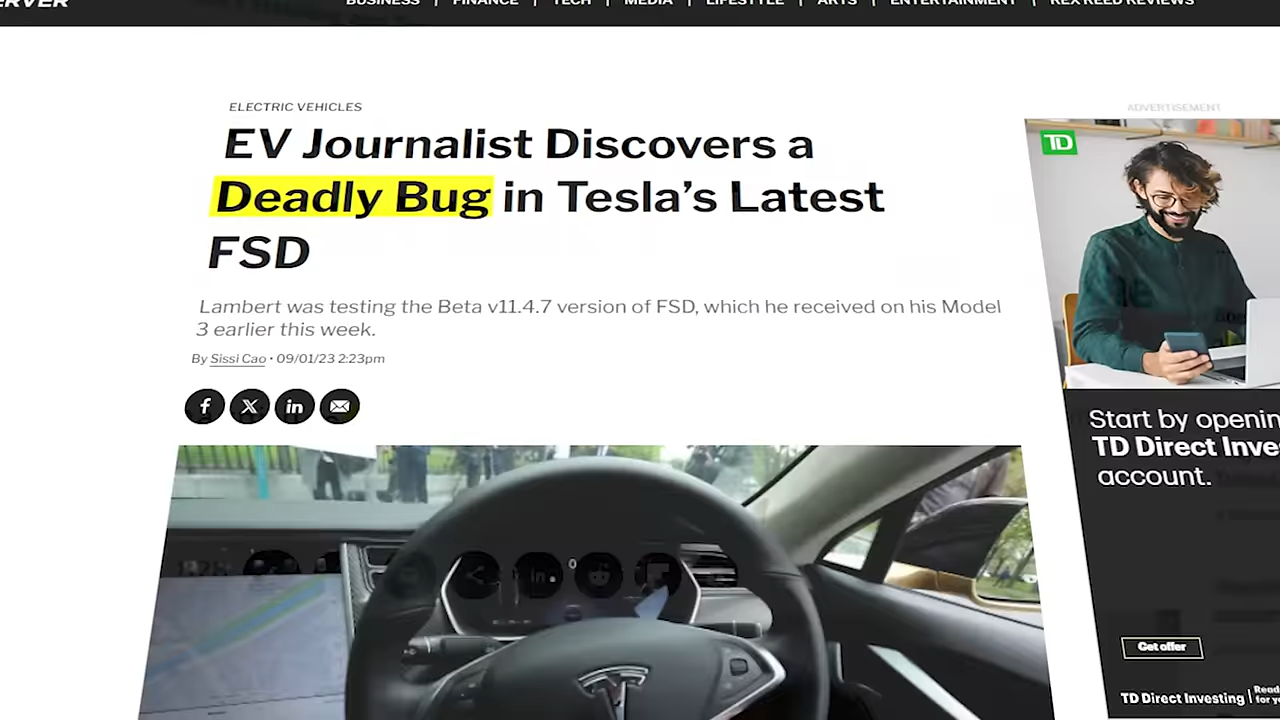 BUSINESS | FINANCE | TECH | MEDIA | LIFESTYLE | ARTS | ENTERTAINMENT | REX REED REVIEWS
ELECTRIC VEHICLES
EV Journalist Discovers a
Deadly Bug in Tesla’s Latest
FSD
Lambert was testing the Beta v11.4.7 version of FSD, which he received on his Model
3 earlier this week.
By Sissi Cao • 09/01/23 2:23pm
ADVERTISEMENT
TD
Start by openin
TD Direct Inve
account.
Get offer
TD Direct Investing | Read
for yo